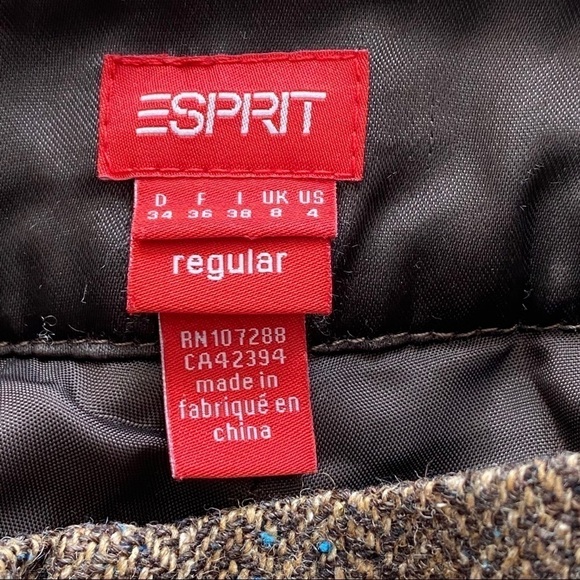 ESPRIT
D F I UK US
34 36 38 8 4
regular
RN107288
CA42394
made in
fabriqué en
china